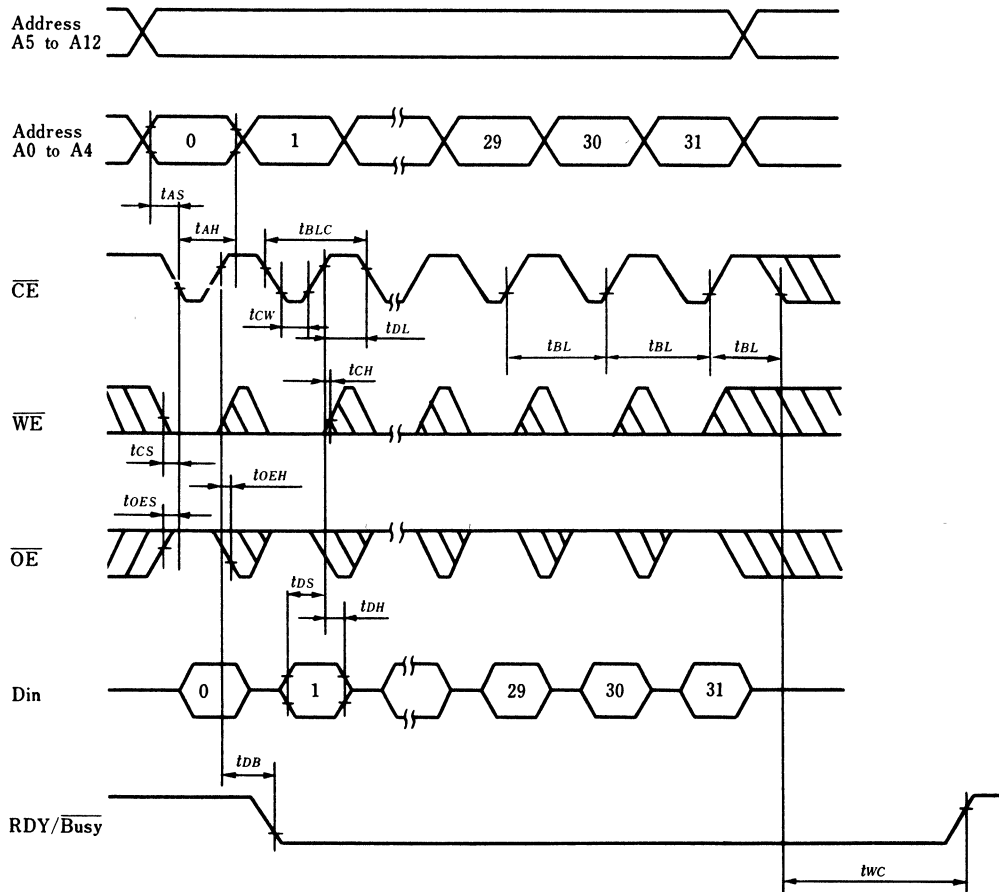 Address
A5 to A12
Address
A0 to A4
0 1 29 30 31
tAS
tAH tBLC
CE
tCW tDL
tBL tBL tBL
tCH
WE
tCS
tOEH
tOES
OE
tDS
tDH
Din 0 1 29 30 31
tDB
RDY/Busy
tWC